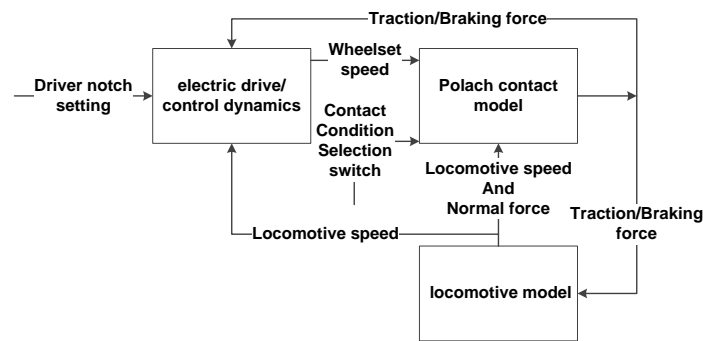 Traction/Braking force
Wheelset
speed
Driver notch
setting
electric drive/
control dynamics
Polach contact
model
Contact
Condition
Selection
switch
Locomotive speed
And
Normal force
Traction/Braking
force
Locomotive speed
locomotive model